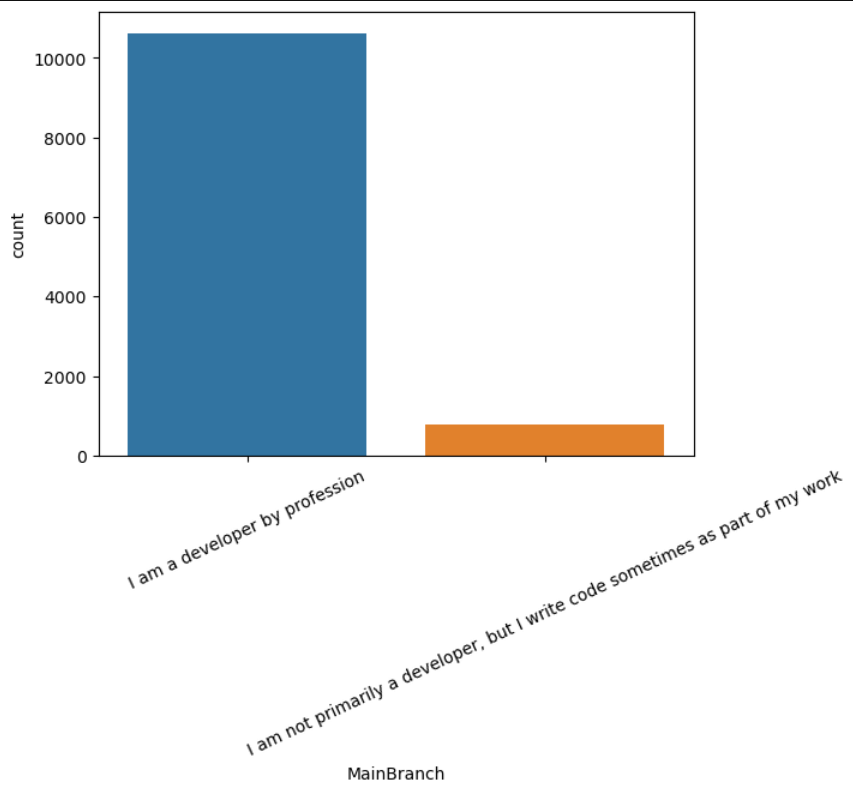 10000
8000
6000
4000
2000
0
count
I am a developer by profession
I am not primarily a developer, but I write code sometimes as part of my work
MainBranch